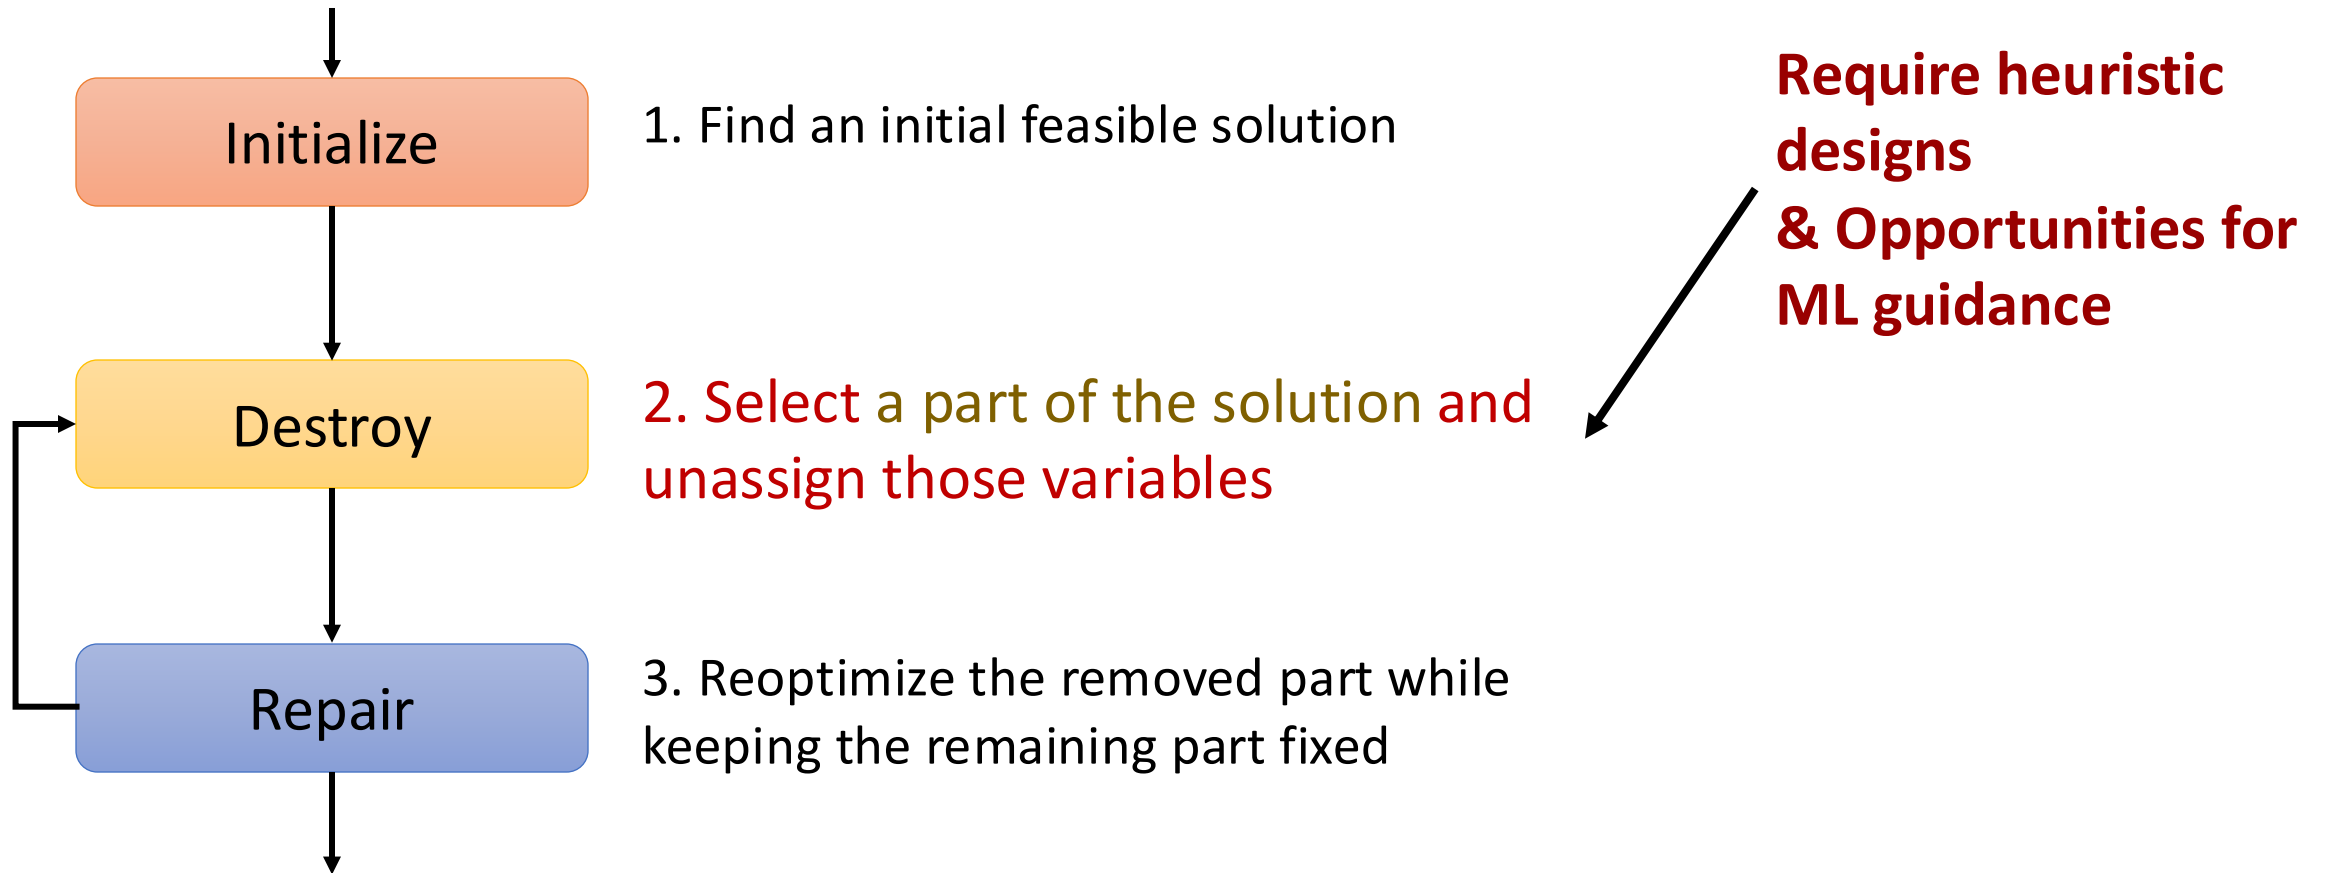 Initialize
1. Find an initial feasible solution
Require heuristic
designs
& Opportunities for
ML guidance
Destroy
2. Select a part of the solution and
unassign those variables
Repair
3. Reoptimize the removed part while
keeping the remaining part fixed